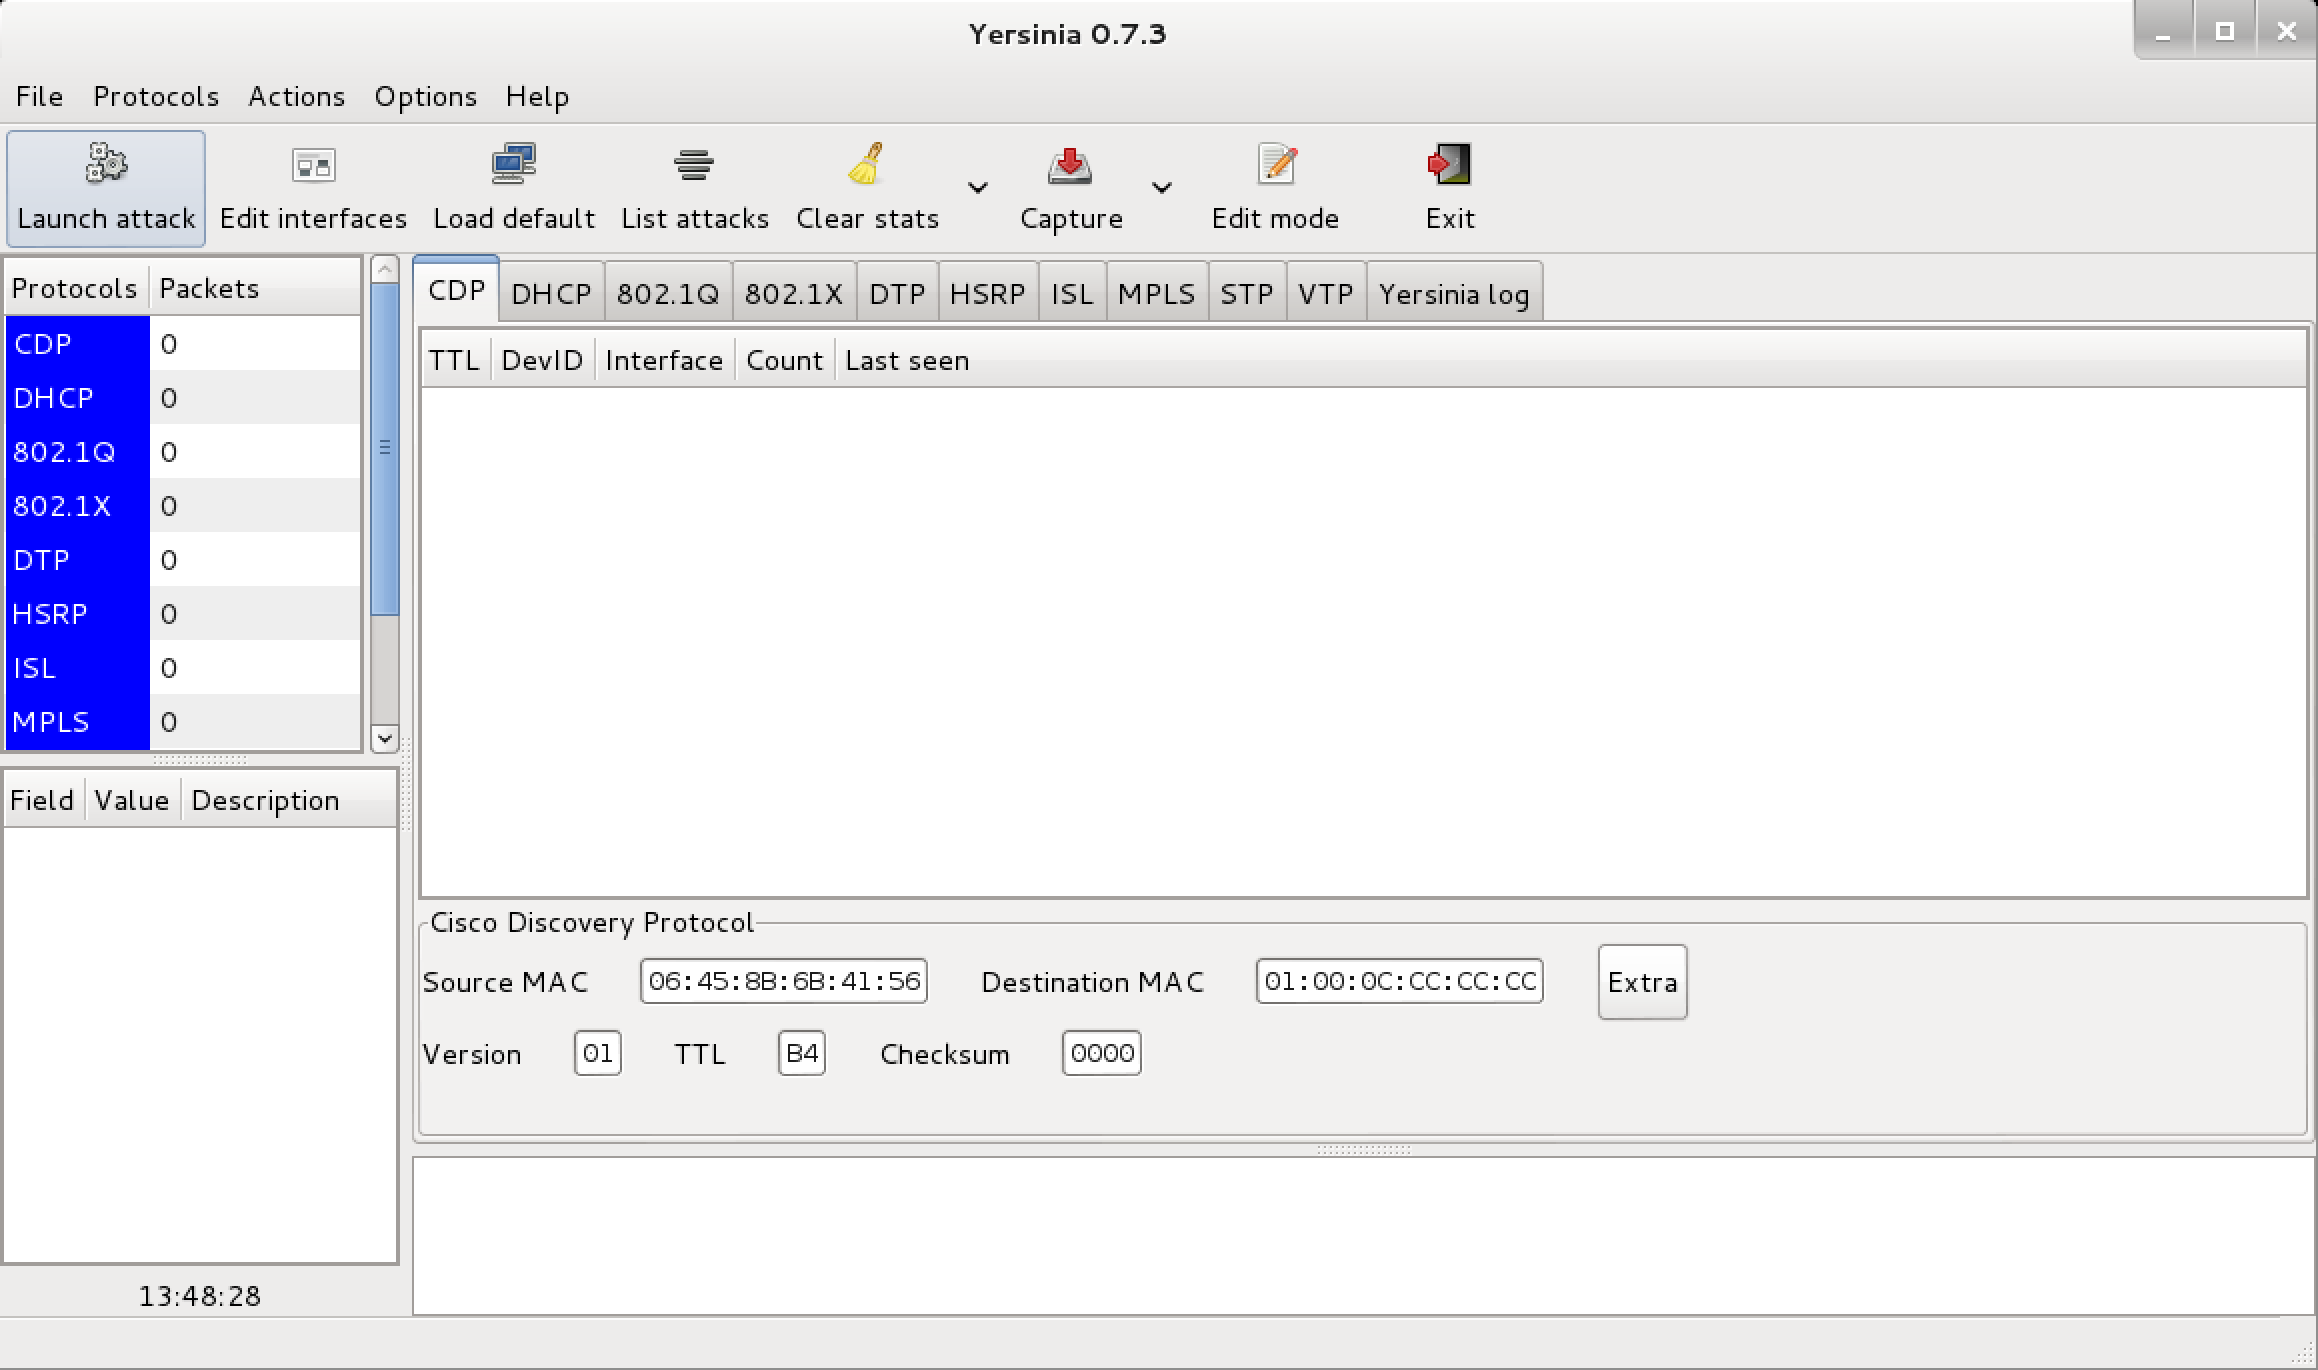 Yersinia 0.7.3
File Protocols Actions Options Help
Launch attack Edit interfaces Load default List attacks Clear stats Capture Edit mode Exit
Protocols Packets
CDP 0
DHCP 0
802.1Q 0
802.1X 0
DTP 0
HSRP 0
ISL 0
MPLS 0
Field Value Description
13:48:28
CDP DHCP 802.1Q 802.1X DTP HSRP ISL MPLS STP VTP Yersinia log
TTL DevID Interface Count Last seen
Cisco Discovery Protocol
Source MAC 06:45:8B:6B:41:56 Destination MAC 01:00:0C:CC:CC:CC Extra
Version 01 TTL B4 Checksum 0000